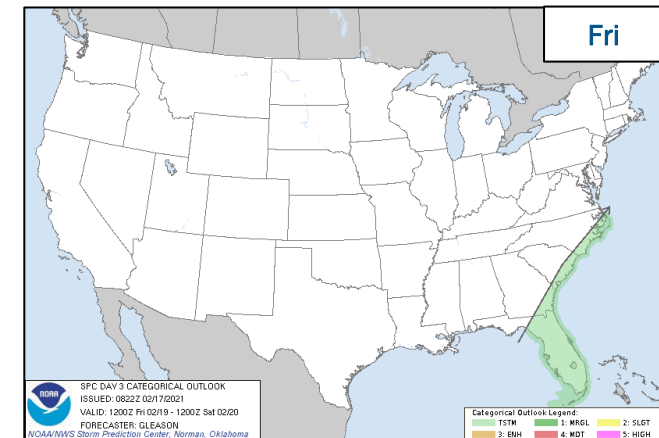 Fri
NOAA
SPC DAY 3 CATEGORICAL OUTLOOK
ISSUED: 0822Z 02/17/2021
VALID: 1200Z Fri 02/19 - 1200Z Sat 02/20
FORECASTER: GLEASON
NOAA/NWS Storm Prediction Center, Norman, Oklahoma
Categorical Outlook Legend:
TSTM 1: MRGL 2: SLGT
3: ENH 4: MDT 5: HIGH